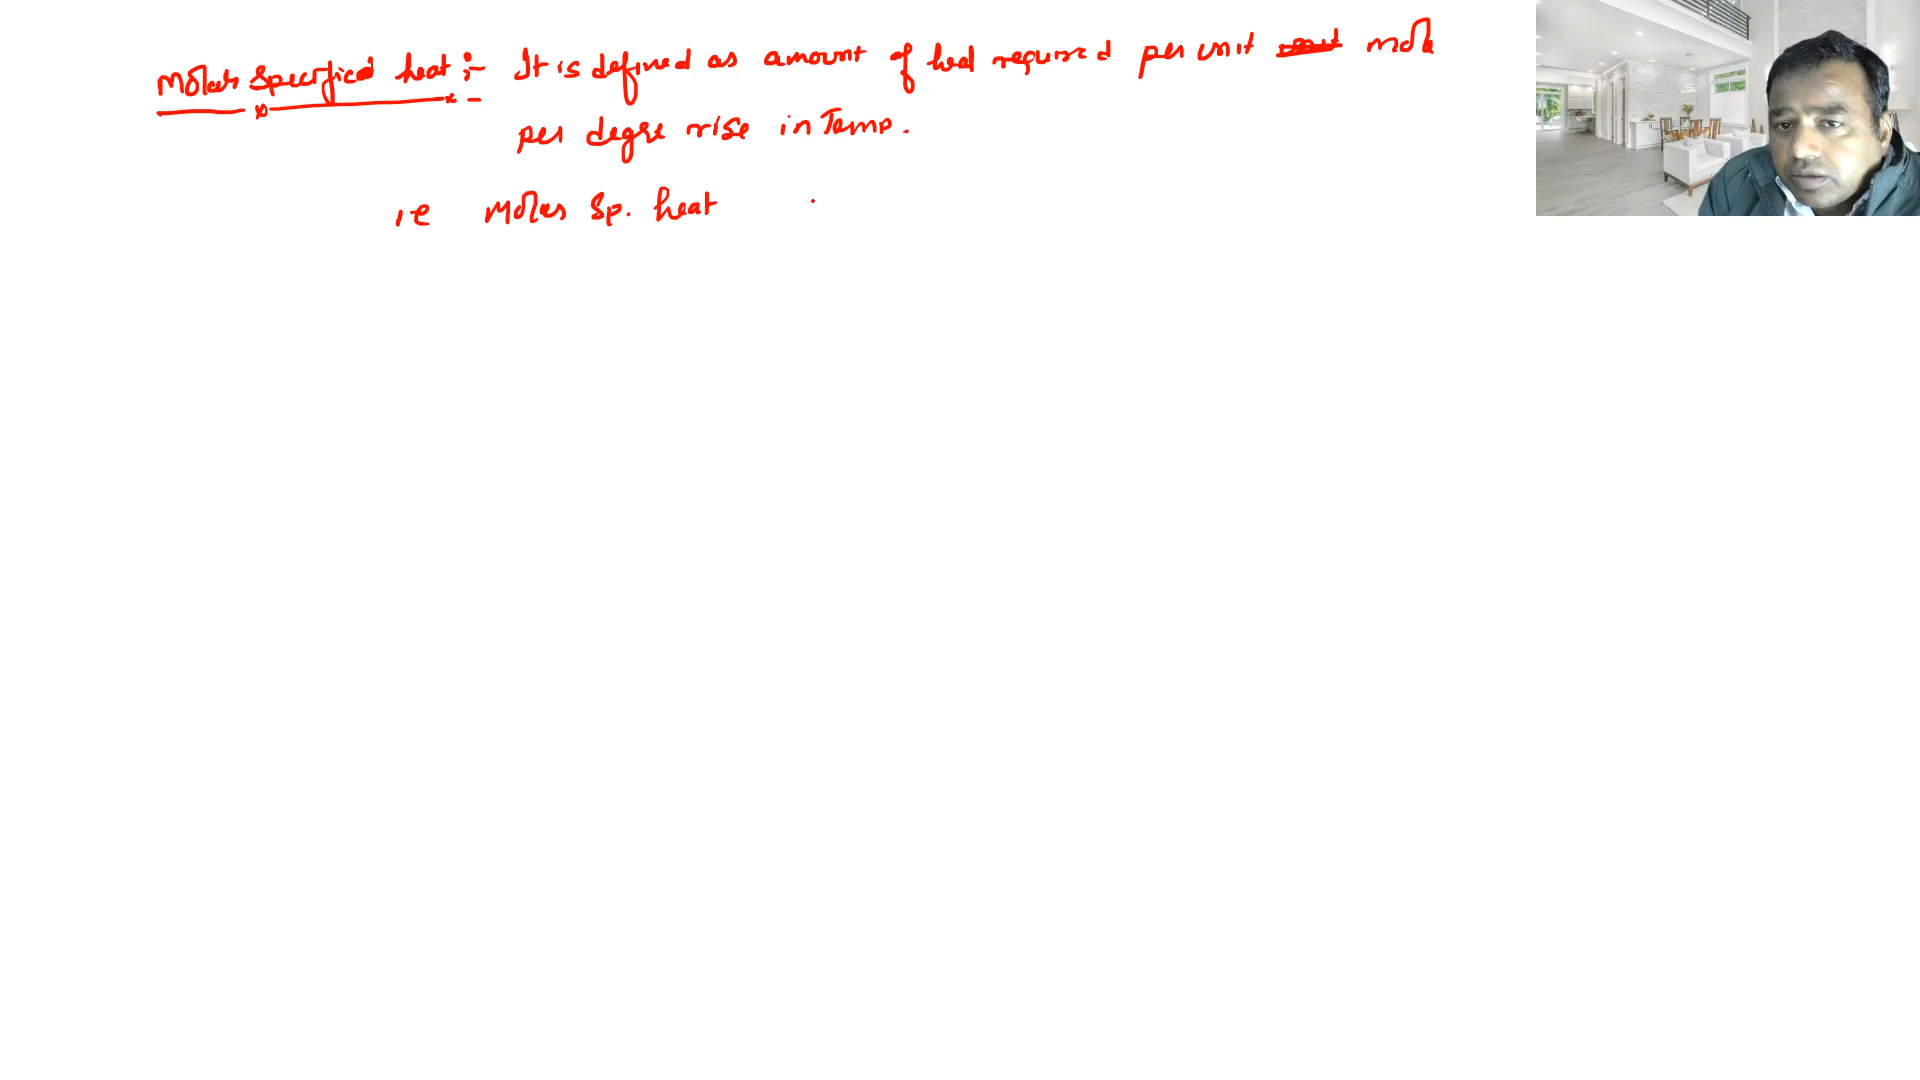 Molar Specified heat :- It is defined as amount of heat required per unit mole
per degre rise in Temp.
ie Molar Sp. heat